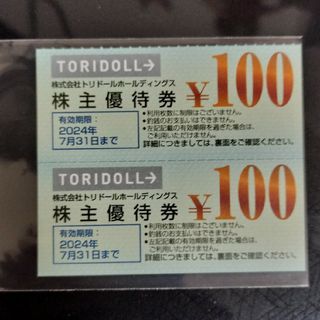 TORIDOLL→
株式会社トリドールホールディングス
株主優待券 ¥100
有効期限:
2024年
7月31日まで
●利用枚数に制限はございません。
●釣銭のお支払いはできません。
●左記記載の有効期限を過ぎた場合は、
ご利用いただけません。
詳細につきましては、裏面をご確認ください。
TORIDOLL→
株式会社トリドールホールディングス
株主優待券 ¥100
有効期限:
2024年
7月31日まで
●利用枚数に制限はございません。
●釣銭のお支払いはできません。
●左記記載の有効期限を過ぎた場合は、
ご利用いただけません。
詳細につきましては、裏面をご確認ください。